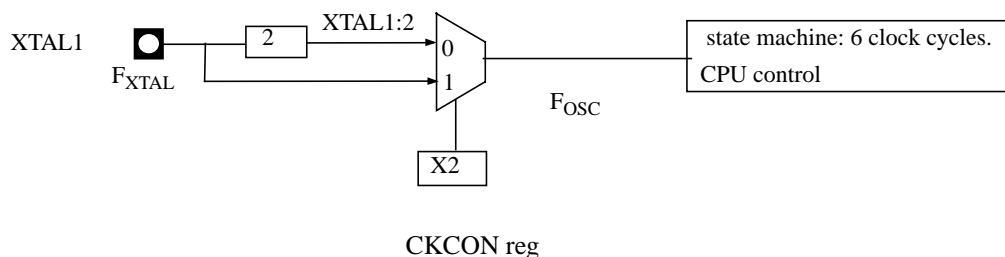 XTAL1
F_XTAL
2
XTAL1:2
0
1
X2
CKCON reg
F_OSC
state machine: 6 clock cycles.
CPU control